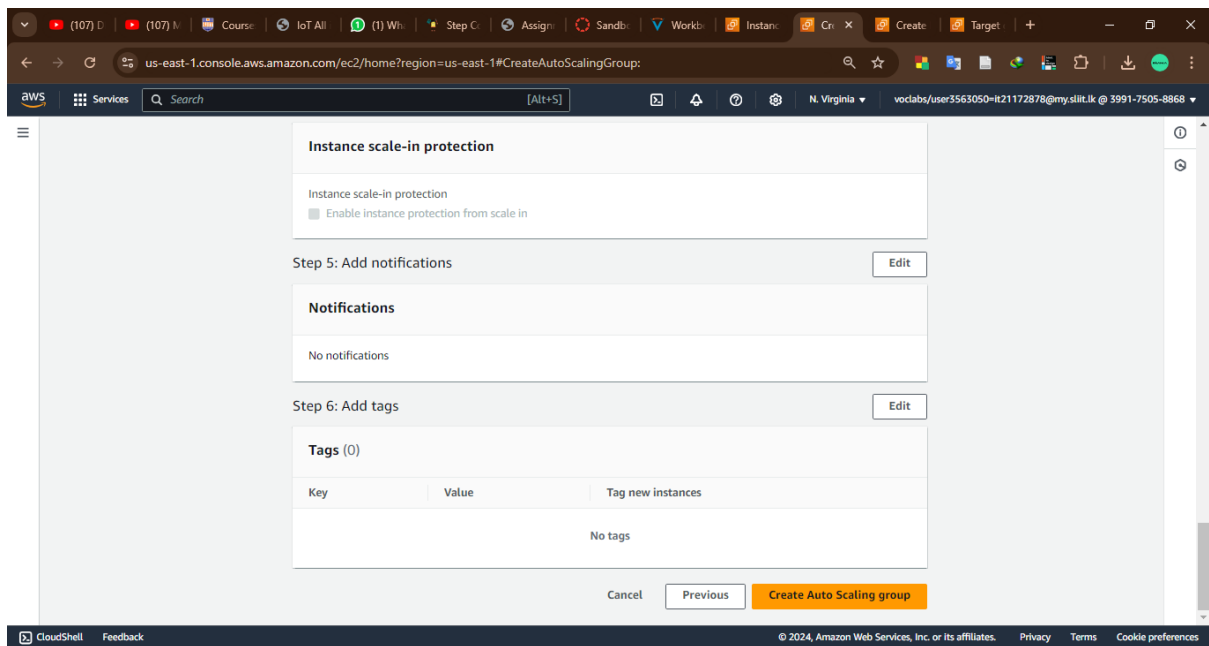 (107) D (107) M Course IoT All (1) Wh Step Co Assign Sandbo Workb Instanc Cre Create Target
us-east-1.console.aws.amazon.com/ec2/home?region=us-east-1#CreateAutoScalingGroup:
aws Services Search [Alt+S] N. Virginia voclabs/user3563050=it21172878@my.sliit.lk @ 3991-7505-8868
Instance scale-in protection
Instance scale-in protection
Enable instance protection from scale in
Step 5: Add notifications Edit
Notifications
No notifications
Step 6: Add tags Edit
Tags (0)
Key Value Tag new instances
No tags
Cancel Previous Create Auto Scaling group
CloudShell Feedback © 2024, Amazon Web Services, Inc. or its affiliates. Privacy Terms Cookie preferences